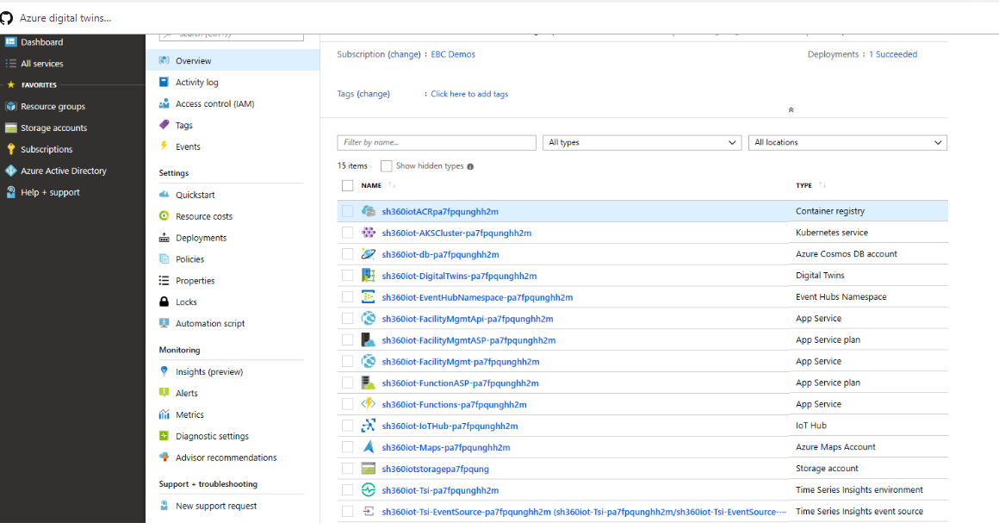 Azure digital twins...
Dashboard
All services
FAVORITES
Resource groups
Storage accounts
Subscriptions
Azure Active Directory
Help + support
Overview
Activity log
Access control (IAM)
Tags
Events
Settings
Quickstart
Resource costs
Deployments
Policies
Properties
Locks
Automation script
Monitoring
Insights (preview)
Alerts
Metrics
Diagnostic settings
Advisor recommendations
Support + troubleshooting
New support request
Subscription (change) : EBC Demos
Deployments : 1 Succeeded
Tags (change) : Click here to add tags
Filter by name... All types All locations
15 items Show hidden types
NAME TYPE
sh360iotACRpa7fpqunghh2m Container registry
sh360iot-AKSCluster-pa7fpqunghh2m Kubernetes service
sh360iot-db-pa7fpqunghh2m Azure Cosmos DB account
sh360iot-DigitalTwins-pa7fpqunghh2m Digital Twins
sh360iot-EventHubNamespace-pa7fpqunghh2m Event Hubs Namespace
sh360iot-FacilityMgmtApi-pa7fpqunghh2m App Service
sh360iot-FacilityMgmtASP-pa7fpqunghh2m App Service plan
sh360iot-FacilityMgmt-pa7fpqunghh2m App Service
sh360iot-FunctionASP-pa7fpqunghh2m App Service plan
sh360iot-Functions-pa7fpqunghh2m App Service
sh360iot-IoTHub-pa7fpqunghh2m IoT Hub
sh360iot-Maps-pa7fpqunghh2m Azure Maps Account
sh360iotstoragepa7fpqung Storage account
sh360iot-Tsi-pa7fpqunghh2m Time Series Insights environment
sh360iot-Tsi-EventSource-pa7fpqunghh2m (sh360iot-Tsi-pa7fpqunghh2m/sh360iot-Tsi-EventSource-... Time Series Insights event source